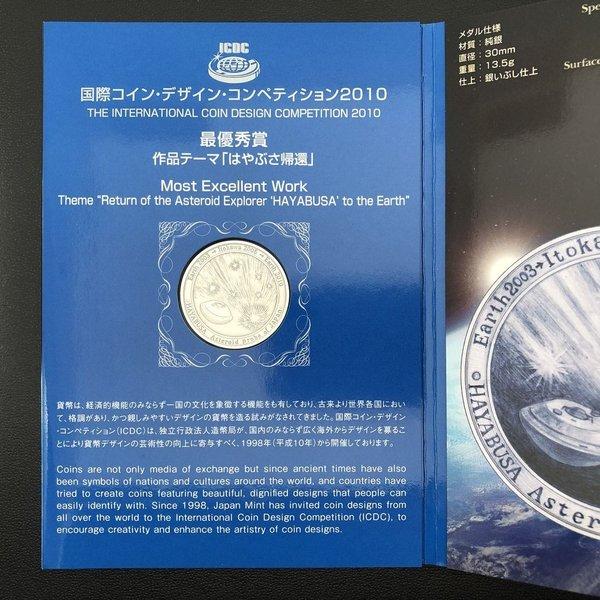 ICDC
国際コイン・デザイン・コンペティション2010
THE INTERNATIONAL COIN DESIGN COMPETITION 2010
最優秀賞
作品テーマ「はやぶさ帰還」
Most Excellent Work
Theme "Return of the Asteroid Explorer 'HAYABUSA' to the Earth"
Earth 2003 → Itokawa 2005 → Earth 2010
HAYABUSA Asteroid probe of Japan
貨幣は、経済的機能のみならず一国の文化を象徴する機能をも有しており、古来より世界各国におい
て、格調があり、かつ親しみやすいデザインの貨幣を造る試みがなされてきました。国際コイン・デザイン
・コンペティション(ICDC)は、独立行政法人造幣局が、国内のみならず広く海外からデザインを募るこ
とにより貨幣デザインの芸術性の向上に寄与すべく、1998年(平成10年)から開催しております。
Coins are not only media of exchange but since ancient times have also
been symbols of nations and cultures around the world, and countries have
tried to create coins featuring beautiful, dignified designs that people can
easily identify with. Since 1998, Japan Mint has invited coin designs from
all over the world to the International Coin Design Competition (ICDC), to
encourage creativity and enhance the artistry of coin designs.
メダル仕様
材質：純銀
直径：30mm
重量：13.5g
仕上：銀いぶし仕上
Spe
Surface
Earth2003→Itoka
HAYABUSA Aster